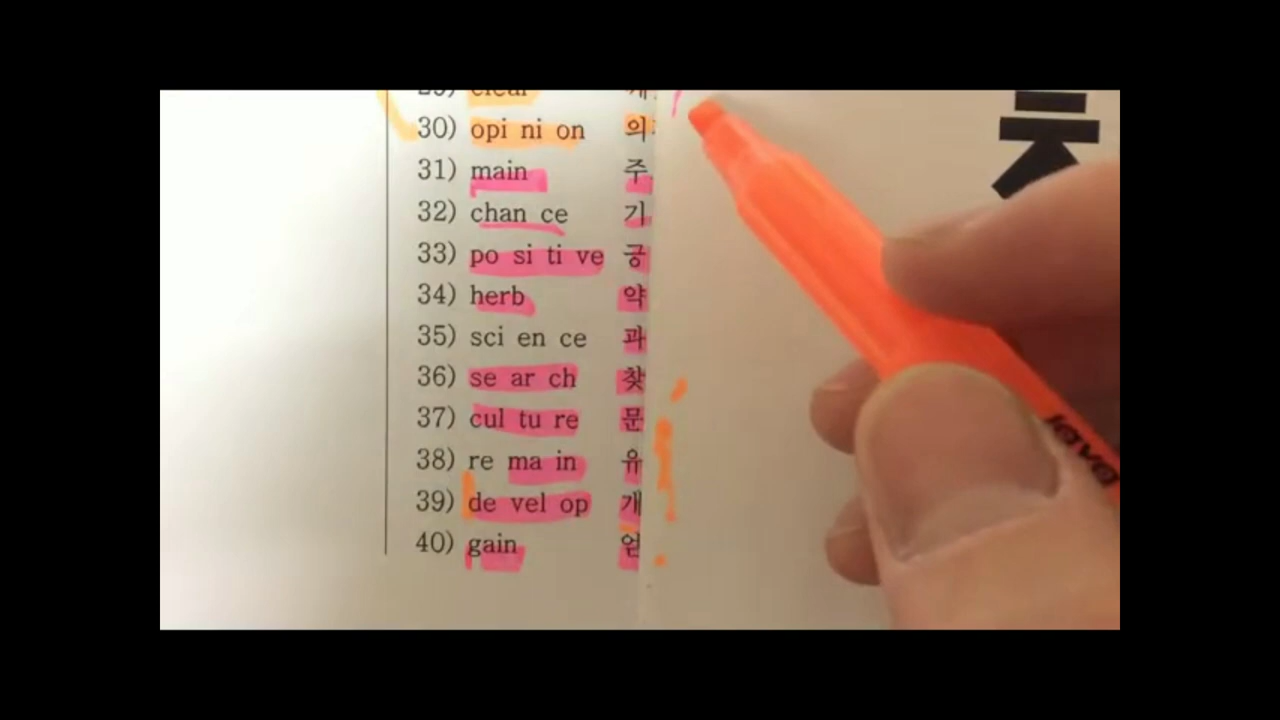 29) clear
30) opi ni on 의
31) main 주
32) chan ce 기
33) po si ti ve 긍
34) herb 약
35) sci en ce 과
36) se ar ch 찾
37) cul tu re 문
38) re ma in 유
39) de vel op 개
40) gain 얻